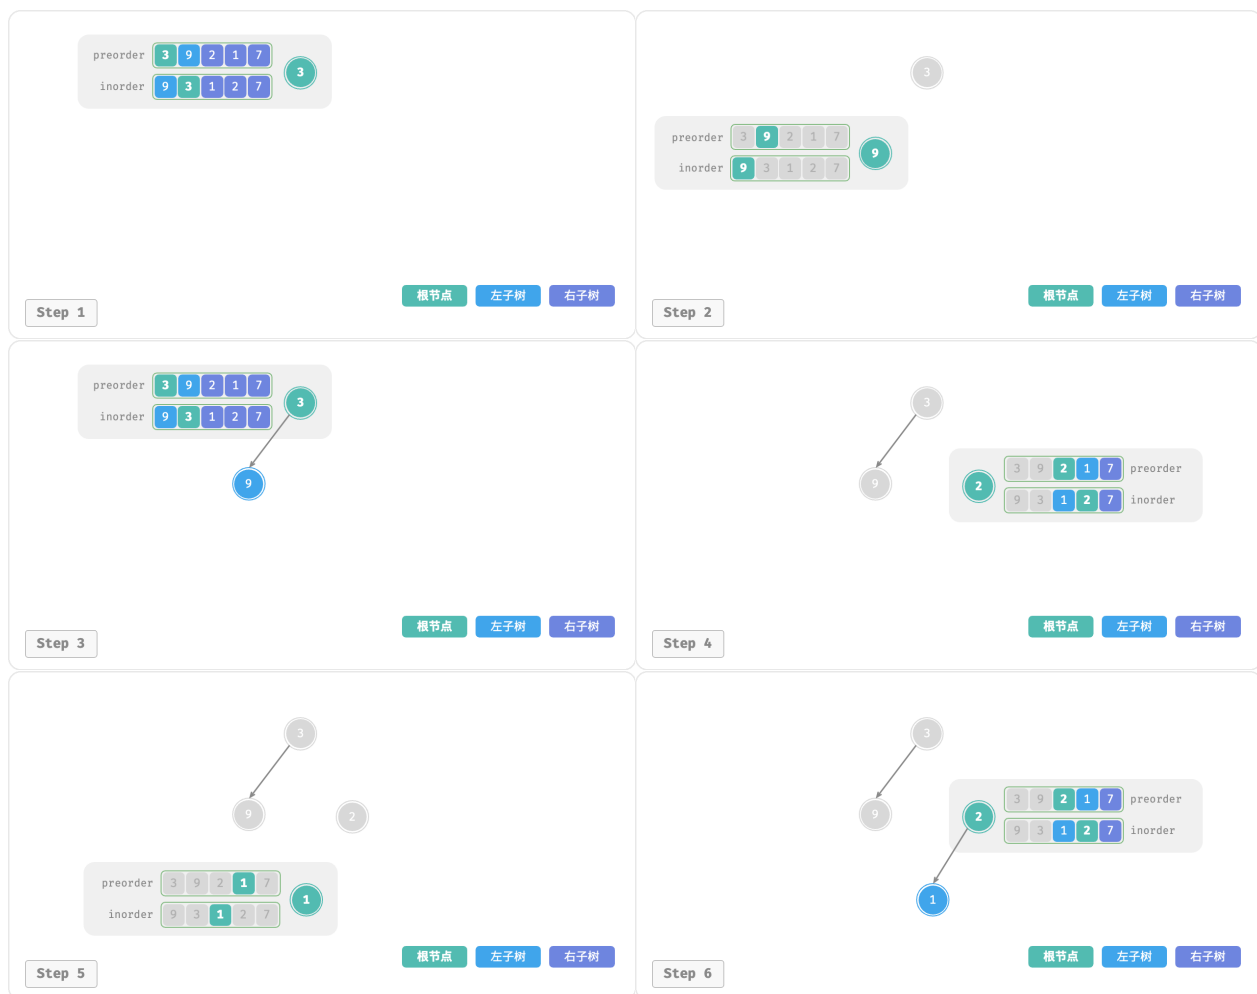 preorder 3 9 2 1 7
3
inorder 9 3 1 2 7
根节点 左子树 右子树
Step 1
3
preorder 3 9 2 1 7
9
inorder 9 3 1 2 7
根节点 左子树 右子树
Step 2
preorder 3 9 2 1 7
3
inorder 9 3 1 2 7
9
根节点 左子树 右子树
Step 3
3
9
2
3 9 2 1 7 preorder
9 3 1 2 7 inorder
根节点 左子树 右子树
Step 4
3
9 2
preorder 3 9 2 1 7
1
inorder 9 3 1 2 7
根节点 左子树 右子树
Step 5
3
9
2
3 9 2 1 7 preorder
9 3 1 2 7 inorder
1
根节点 左子树 右子树
Step 6